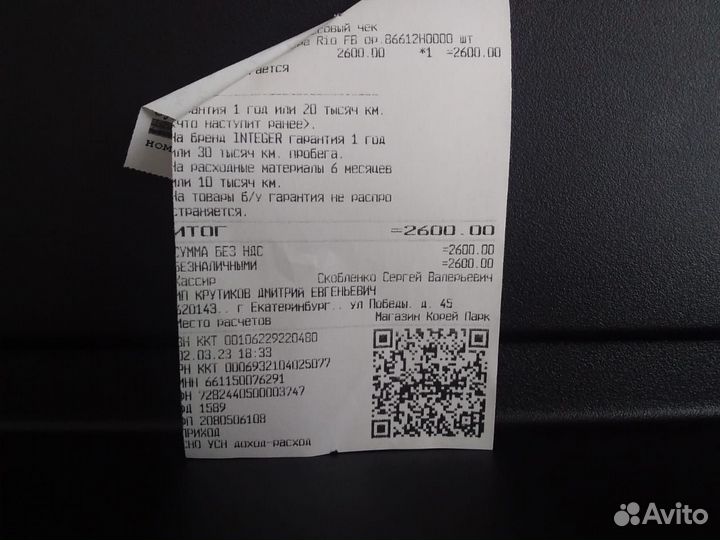 совый чек
ра Rio FB ор.86612H0000 шт
2600.00 *1 =2600.00
гается
арантия 1 год или 20 тысяч км.
что наступит ранее).
На бренд INTEGER гарантия 1 год
или 30 тысяч км. пробега.
На расходные материалы 6 месяцев
или 10 тысяч км.
На товары б/у гарантия не распро
страняется.
ИТОГ =2600.00
СУММА БЕЗ НДС =2600.00
БЕЗНАЛИЧНЫМИ =2600.00
Кассир Скобленко Сергей Валерьевич
ИП КРУТИКОВ ДМИТРИЙ ЕВГЕНЬЕВИЧ
620143.. г Екатеринбург.. ул Победы. д. 45
Место расчетов Магазин Корей Парк
ЗН ККТ 00106229220480
02.03.23 18:33
РН ККТ 0006932104025077
ИНН 661150076291
ФН 7282440500003747
ФД 1589
ФП 2080506108
ПРИХОД
СНО УСН доход-расход
ном
Avito